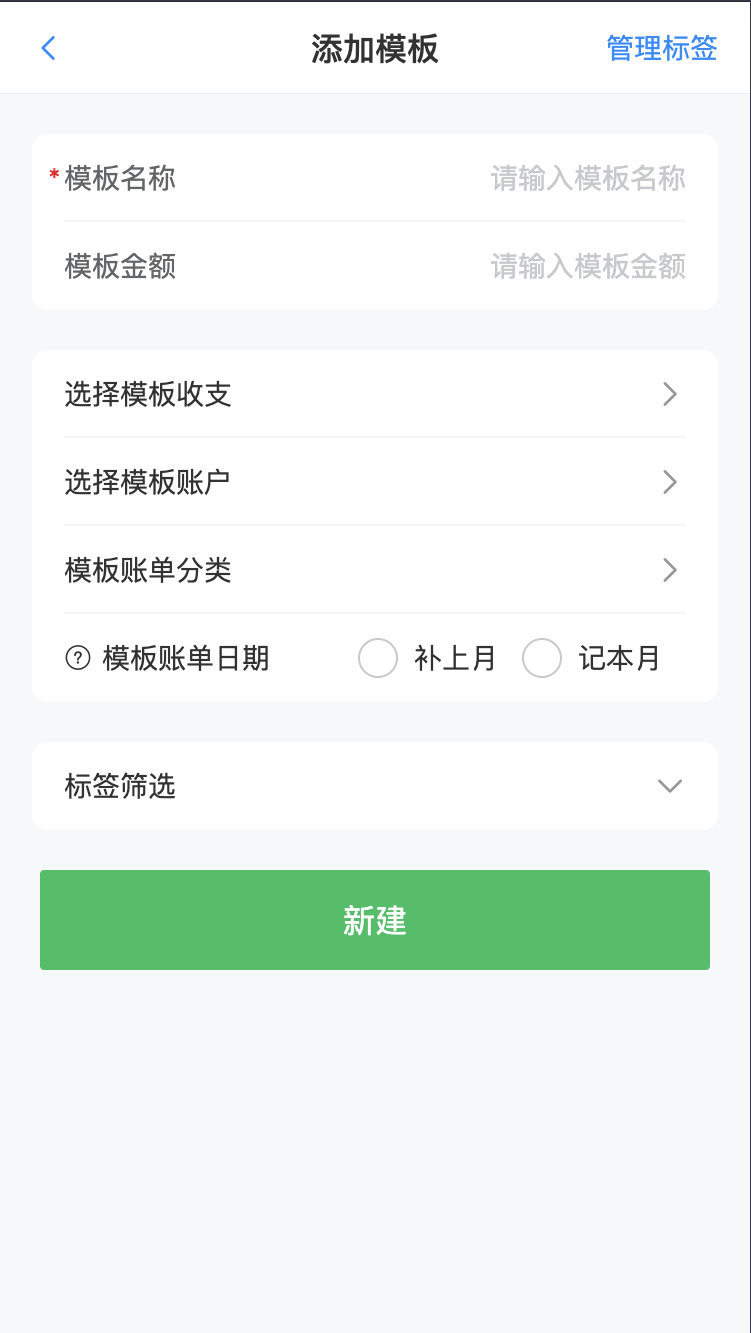 添加模板
管理标签
*模板名称
请输入模板名称
模板金额
请输入模板金额
选择模板收支
选择模板账户
模板账单分类
? 模板账单日期
补上月
记本月
标签筛选
新建